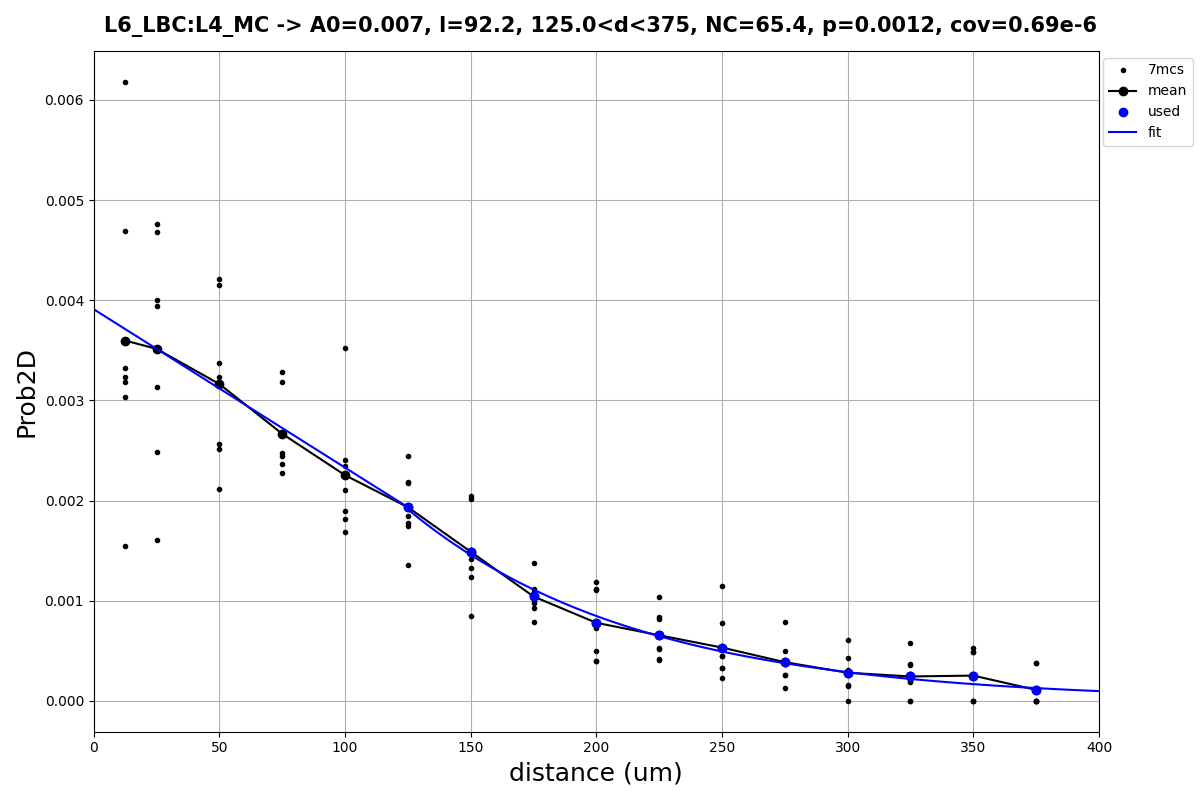 L6_LBC:L4_MC -> A0=0.007, l=92.2, 125.0<d<375, NC=65.4, p=0.0012, cov=0.69e-6
7mcs
mean
used
fit
0.006
0.005
0.004
0.003
0.002
0.001
0.000
Prob2D
0 50 100 150 200 250 300 350 400
distance (um)